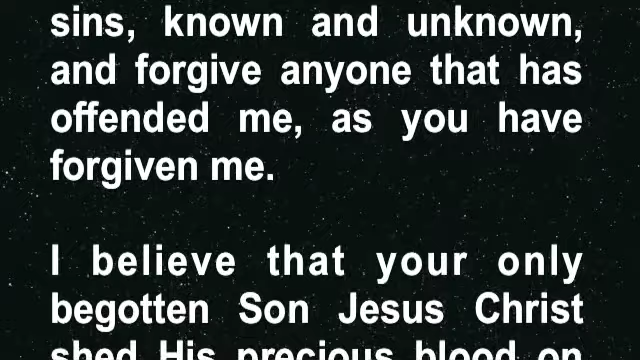 sins, known and unknown,
and forgive anyone that has
offended me, as you have
forgiven me.
I believe that your only
begotten Son Jesus Christ
shed His precious blood on